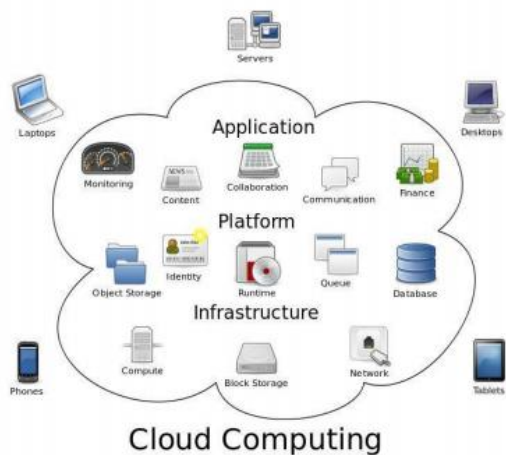 Servers
Laptops
Desktops
Application
Monitoring
Content
Collaboration
Communication
Finance
Platform
Object Storage
Identity
Runtime
Queue
Database
Infrastructure
Compute
Block Storage
Network
Phones
Tablets
Cloud Computing